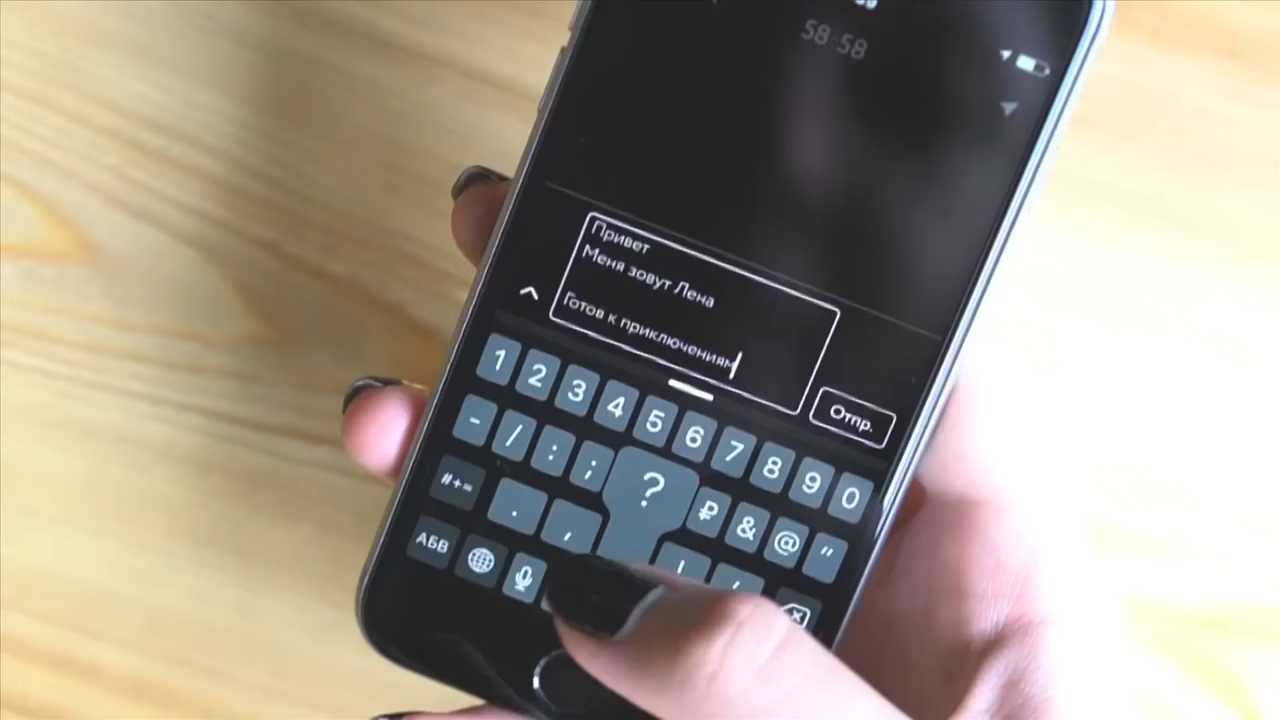 58:58
Привет
Меня зовут Лена
Готов к приключениям
Отпр.
1 2 3 4 5 6 7 8 9 0
- / : ; ? ₽ & @ "
#+= . , !
АБВ